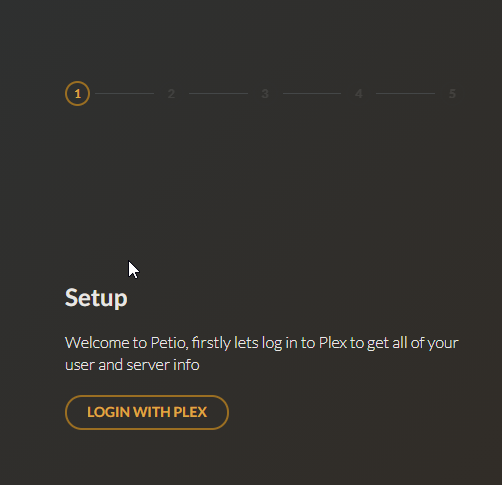 1 2 3 4 5
Setup
Welcome to Petio, firstly lets log in to Plex to get all of your
user and server info
LOGIN WITH PLEX